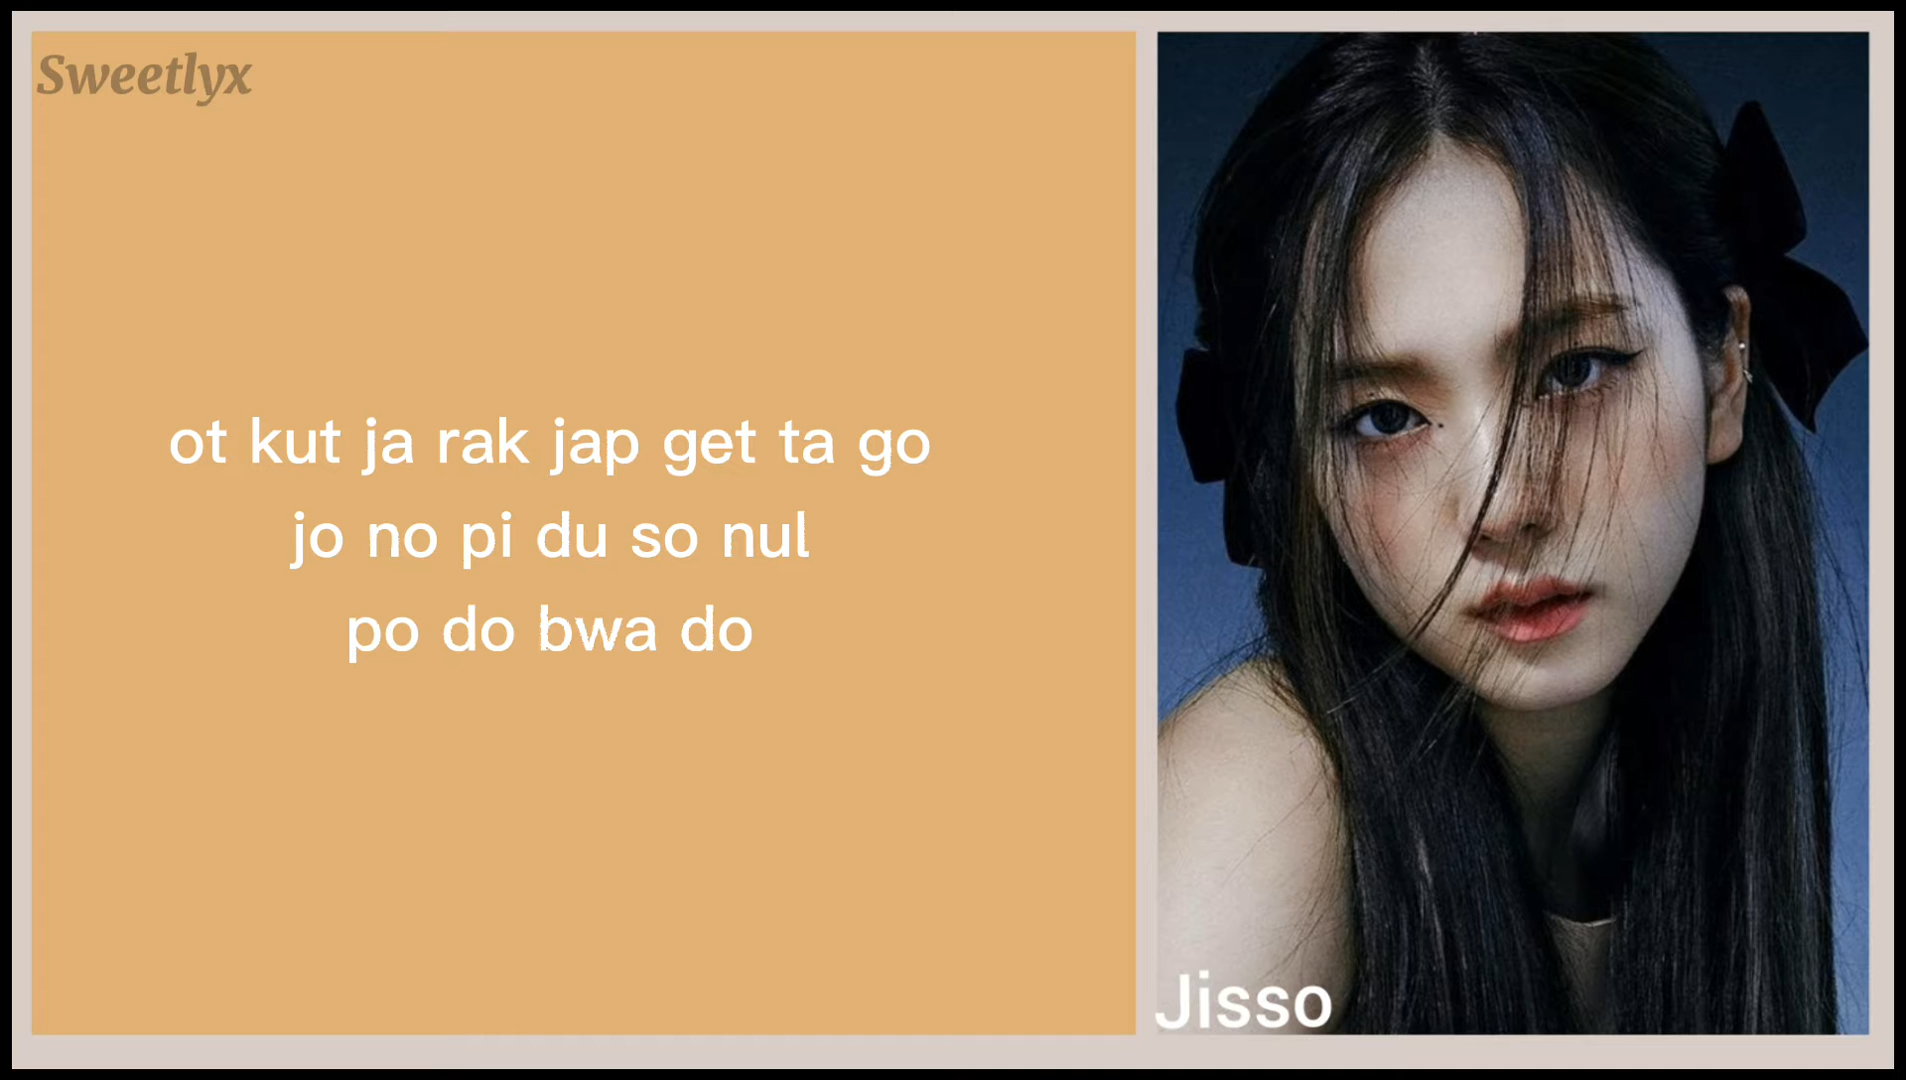 Sweetlyx
ot kut ja rak jap get ta go
jo no pi du so nul
po do bwa do
Jisso